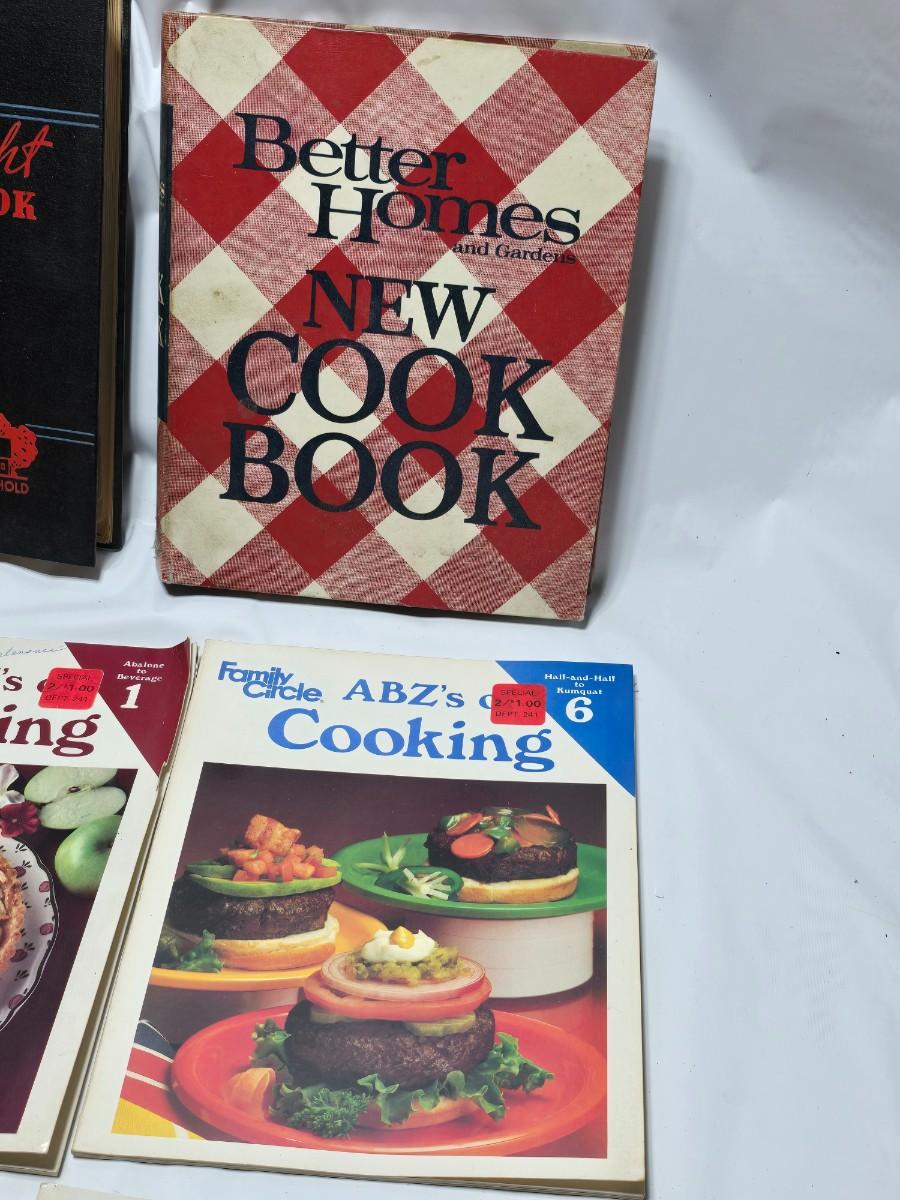 ht
OK
HOLD
Better
Homes
and Gardens
NEW
COOK
BOOK
's
ing
SPECIAL
2/$1.00
DEPT. 241
Abalone
to
Beverage
1
Family
Circle®
ABZ's o
Cooking
SPECIAL
2/$1.00
DEPT. 241
Half-and-Half
to
Kumquat
6